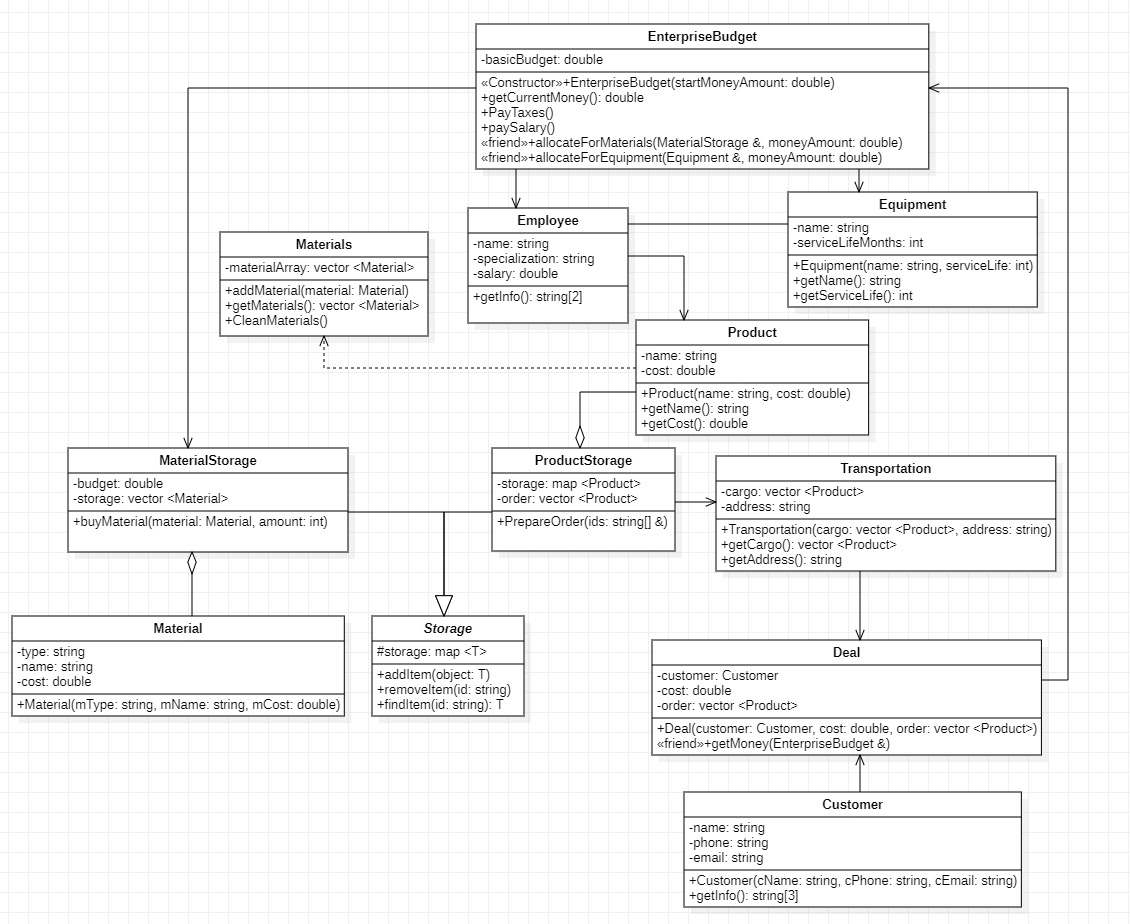 EnterpriseBudget
-basicBudget: double
«Constructor»+EnterpriseBudget(startMoneyAmount: double)
+getCurrentMoney(): double
+PayTaxes()
+paySalary()
«friend»+allocateForMaterials(MaterialStorage &, moneyAmount: double)
«friend»+allocateForEquipment(Equipment &, moneyAmount: double)
Equipment
-name: string
-serviceLifeMonths: int
+Equipment(name: string, serviceLife: int)
+getName(): string
+getServiceLife(): int
Employee
-name: string
-specialization: string
-salary: double
+getInfo(): string[2]
Materials
-materialArray: vector <Material>
+addMaterial(material: Material)
+getMaterials(): vector <Material>
+CleanMaterials()
Product
-name: string
-cost: double
+Product(name: string, cost: double)
+getName(): string
+getCost(): double
MaterialStorage
-budget: double
-storage: vector <Material>
+buyMaterial(material: Material, amount: int)
ProductStorage
-storage: map <Product>
-order: vector <Product>
+PrepareOrder(ids: string[] &)
Transportation
-cargo: vector <Product>
-address: string
+Transportation(cargo: vector <Product>, address: string)
+getCargo(): vector <Product>
+getAddress(): string
Material
-type: string
-name: string
-cost: double
+Material(mType: string, mName: string, mCost: double)
Storage
#storage: map <T>
+addItem(object: T)
+removeItem(id: string)
+findItem(id: string): T
Deal
-customer: Customer
-cost: double
-order: vector <Product>
+Deal(customer: Customer, cost: double, order: vector <Product>)
«friend»+getMoney(EnterpriseBudget &)
Customer
-name: string
-phone: string
-email: string
+Customer(cName: string, cPhone: string, cEmail: string)
+getInfo(): string[3]